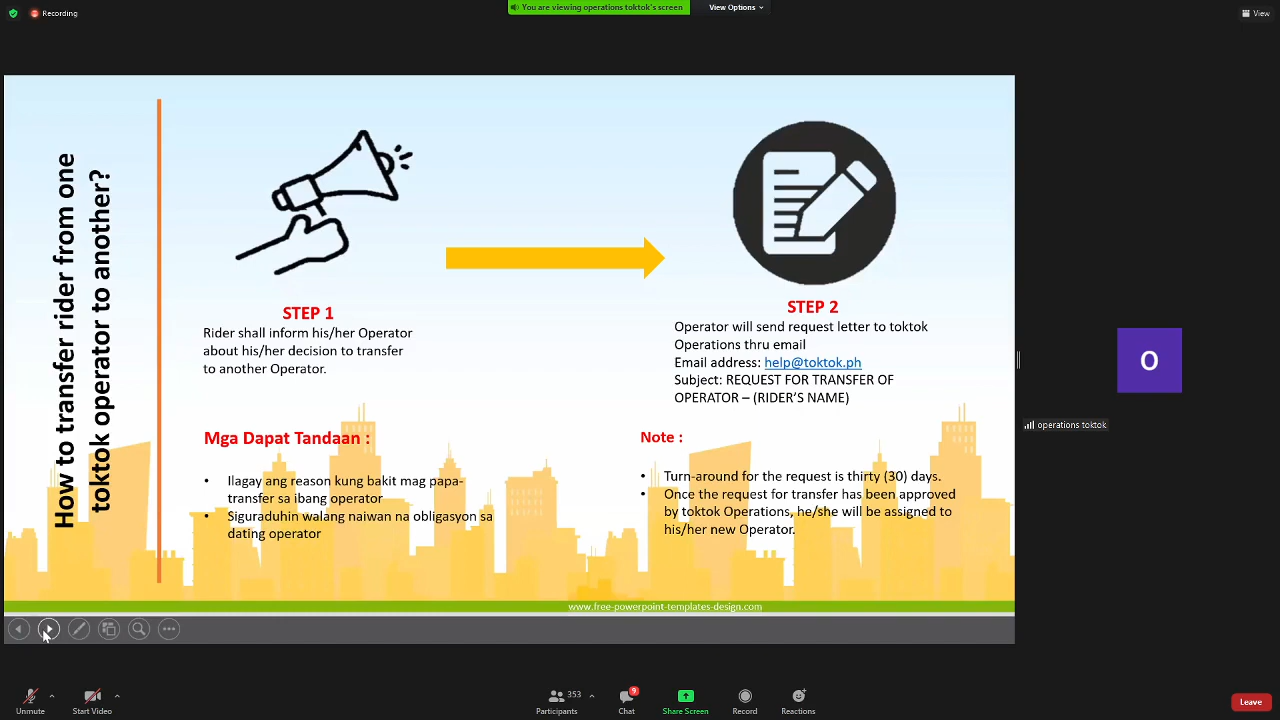 Recording
You are viewing operations toktok's screen
View Options
View
How to transfer rider from one
toktok operator to another?
STEP 1
Rider shall inform his/her Operator
about his/her decision to transfer
to another Operator.
Mga Dapat Tandaan :
• Ilagay ang reason kung bakit mag papa-
transfer sa ibang operator
• Siguraduhin walang naiwan na obligasyon sa
dating operator
STEP 2
Operator will send request letter to toktok
Operations thru email
Email address: help@toktok.ph
Subject: REQUEST FOR TRANSFER OF
OPERATOR – (RIDER'S NAME)
Note :
• Turn-around for the request is thirty (30) days.
• Once the request for transfer has been approved
by toktok Operations, he/she will be assigned to
his/her new Operator.
www.free-powerpoint-templates-design.com
O
operations toktok
Unmute
Start Video
353
Participants
9
Chat
Share Screen
Record
Reactions
Leave